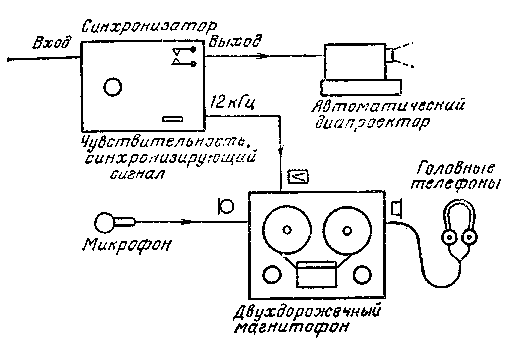 Синхронизатор
Вход
Выход
12 кГц
Автоматический
диапроектор
Чувствительность,
синхронизирующий
сигнал
Головные
телефоны
Микрофон
Двухдорожечный
магнитофон